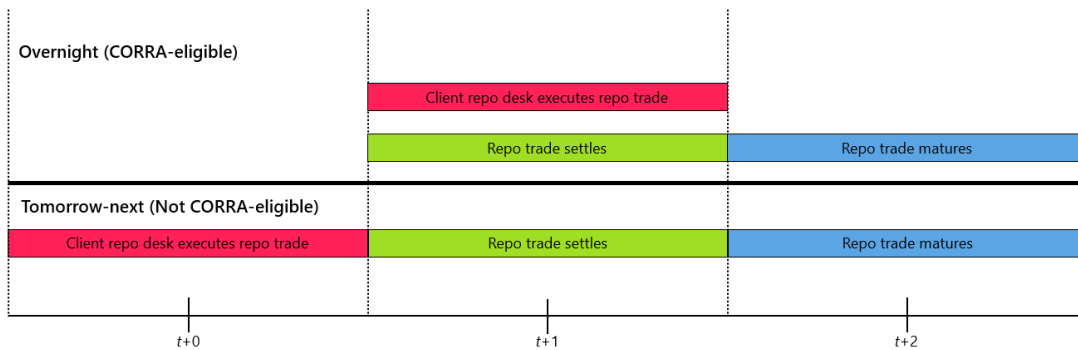 Overnight (CORRA-eligible)
Client repo desk executes repo trade
Repo trade settles
Repo trade matures
Tomorrow-next (Not CORRA-eligible)
Client repo desk executes repo trade
Repo trade settles
Repo trade matures
t+0
t+1
t+2